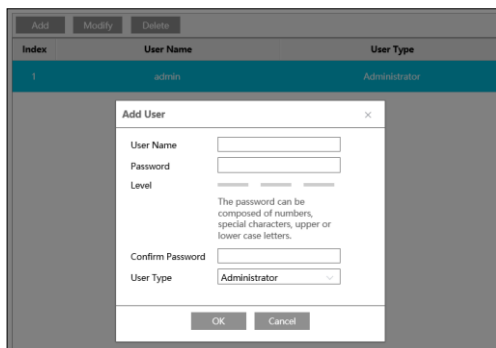 Add Modify Delete
Index User Name User Type
1 admin Administrator
Add User ×
User Name
Password
Level
The password can be
composed of numbers,
special characters, upper or
lower case letters.
Confirm Password
User Type Administrator
OK Cancel